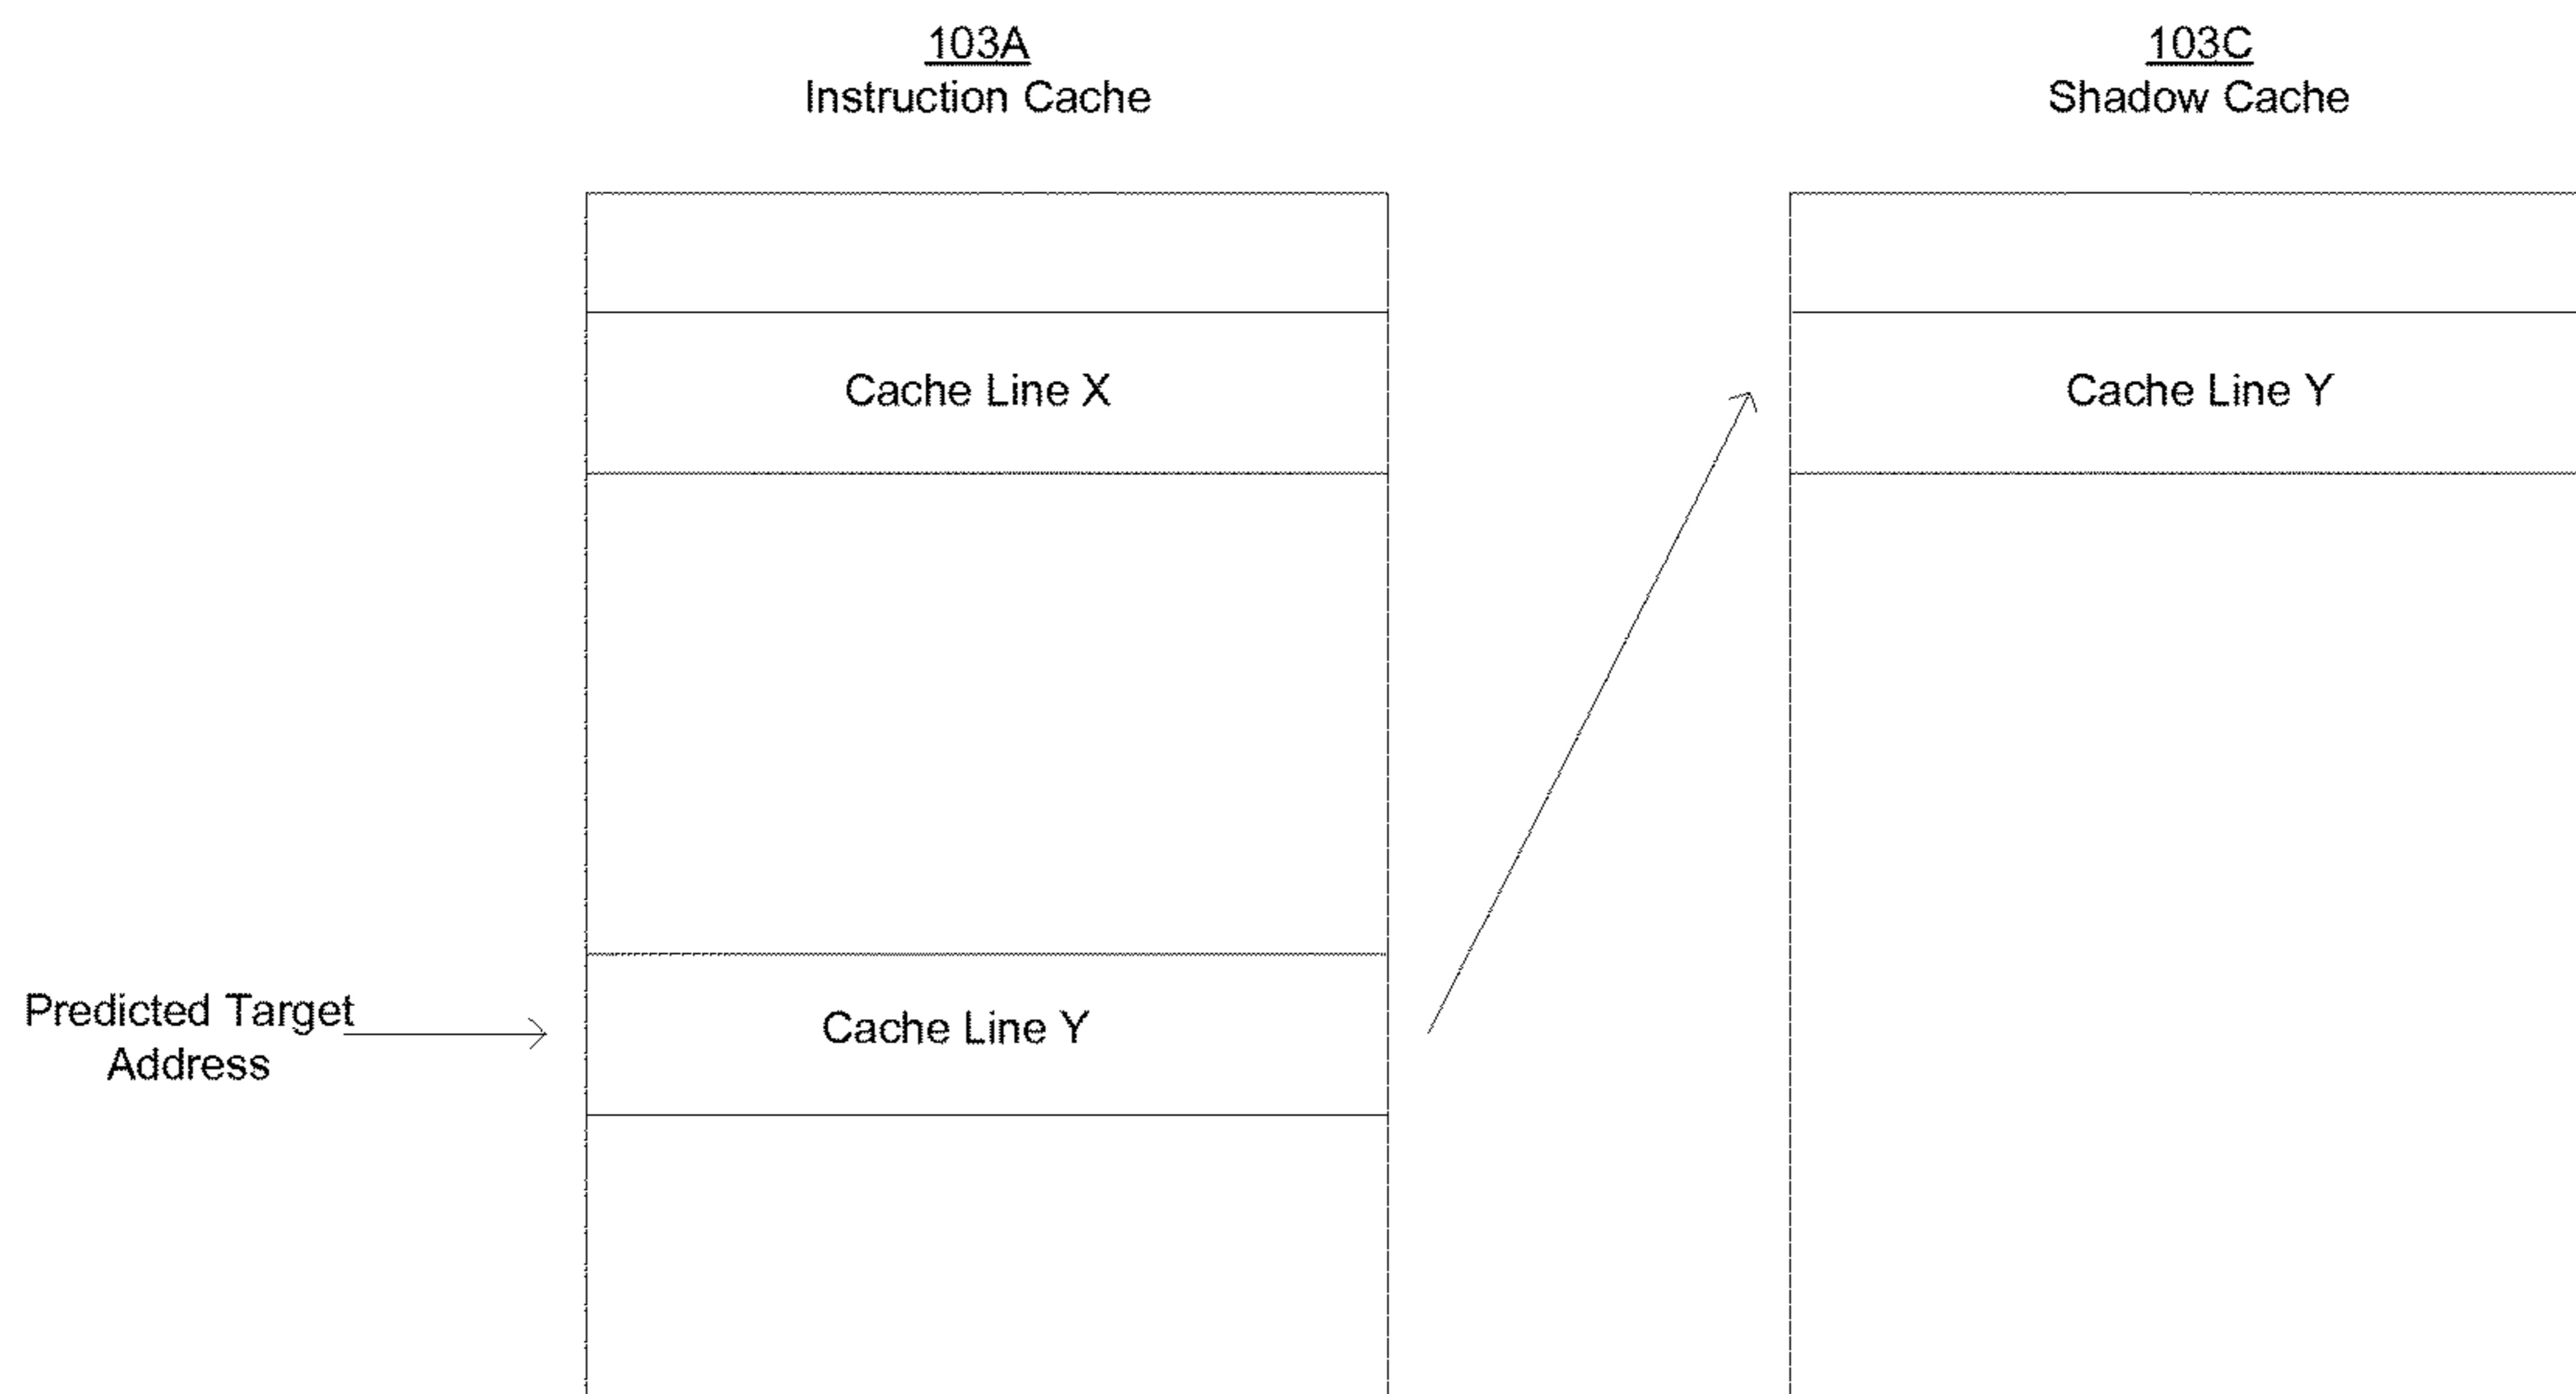 103A
Instruction Cache
103C
Shadow Cache
Cache Line X
Cache Line Y
Predicted Target
Address
Cache Line Y